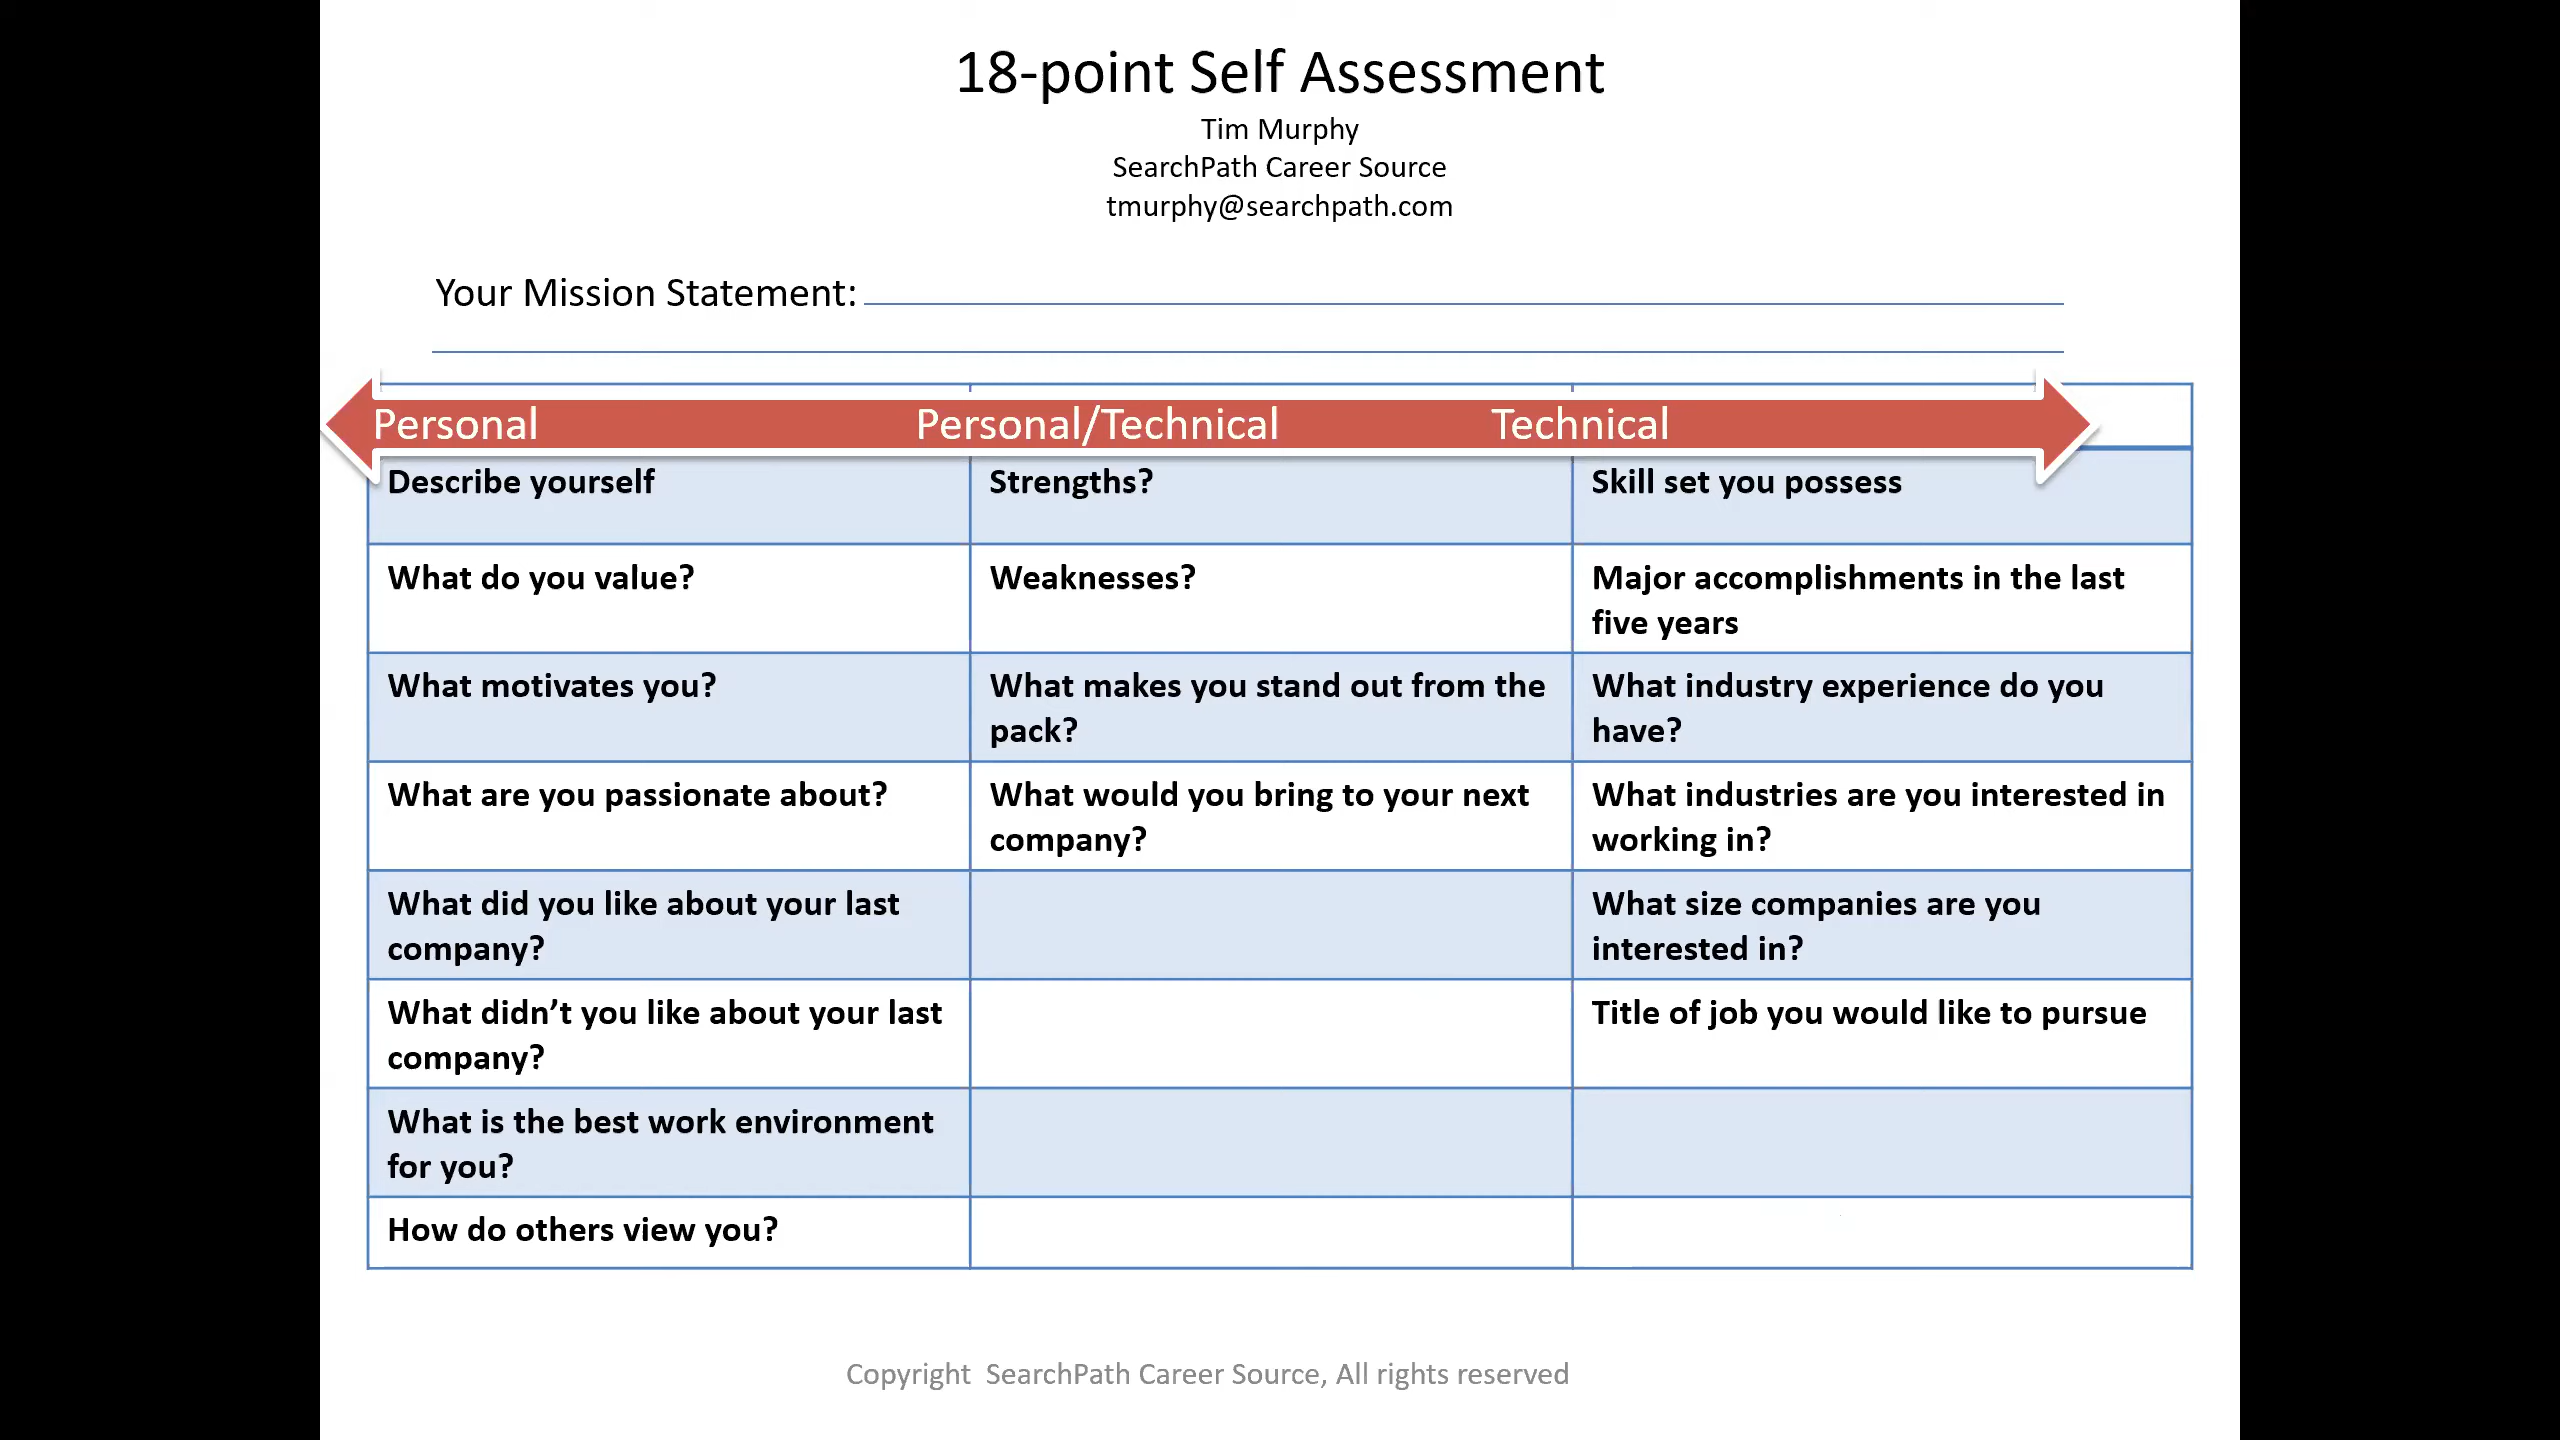 18-point Self Assessment
Tim Murphy
SearchPath Career Source
tmurphy@searchpath.com
Your Mission Statement:
Personal Personal/Technical Technical
Describe yourself
Strengths?
Skill set you possess
What do you value?
Weaknesses?
Major accomplishments in the last
five years
What motivates you?
What makes you stand out from the
pack?
What industry experience do you
have?
What are you passionate about?
What would you bring to your next
company?
What industries are you interested in
working in?
What did you like about your last
company?
What size companies are you
interested in?
What didn’t you like about your last
company?
Title of job you would like to pursue
What is the best work environment
for you?
How do others view you?
Copyright  SearchPath Career Source, All rights reserved